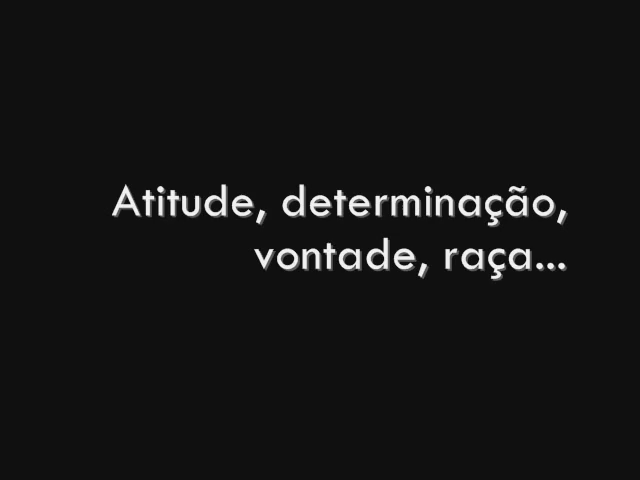 Atitude, determinação,
vontade, raça...